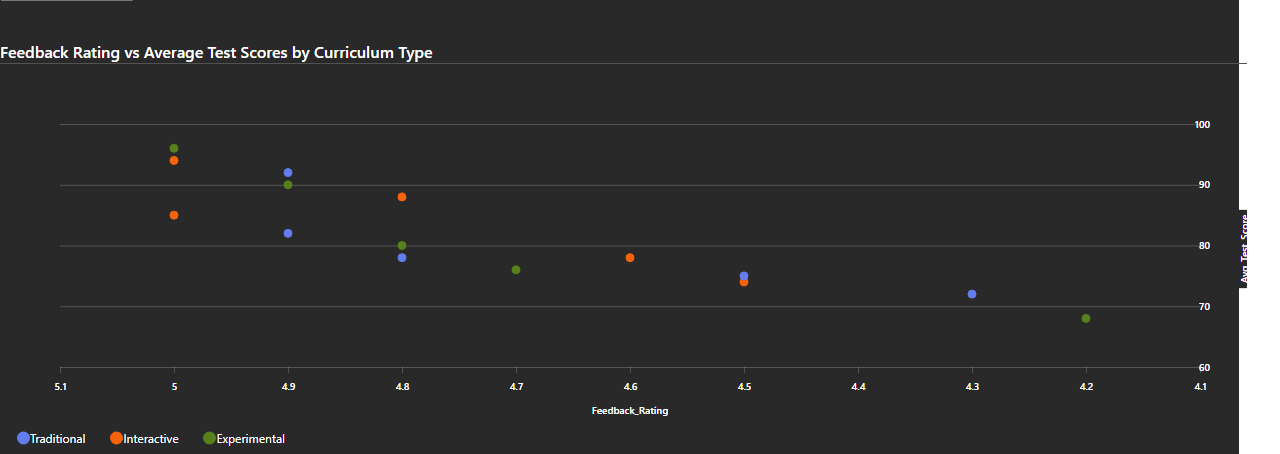 Feedback Rating vs Average Test Scores by Curriculum Type
100
90
80
70
60
Avg_Test_Score
5.1 5 4.9 4.8 4.7 4.6 4.5 4.4 4.3 4.2 4.1
Feedback_Rating
Traditional Interactive Experimental